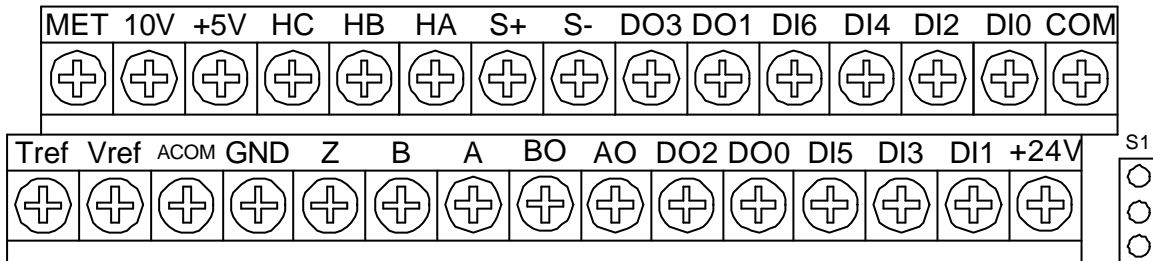 MET 10V +5V HC HB HA S+ S- DO3 DO1 DI6 DI4 DI2 DI0 COM
Tref Vref ACOM GND Z B A BO AO DO2 DO0 DI5 DI3 DI1 +24V
S1